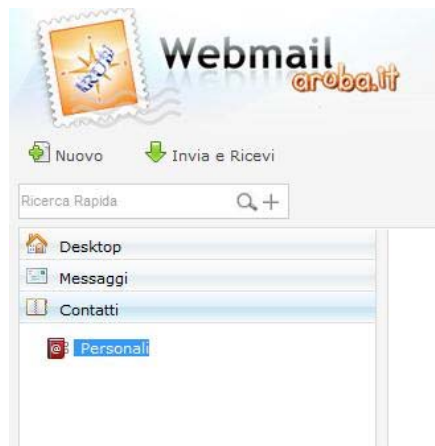 Webmail
aruba.it
Nuovo
Invia e Ricevi
Ricerca Rapida
Desktop
Messaggi
Contatti
Personali